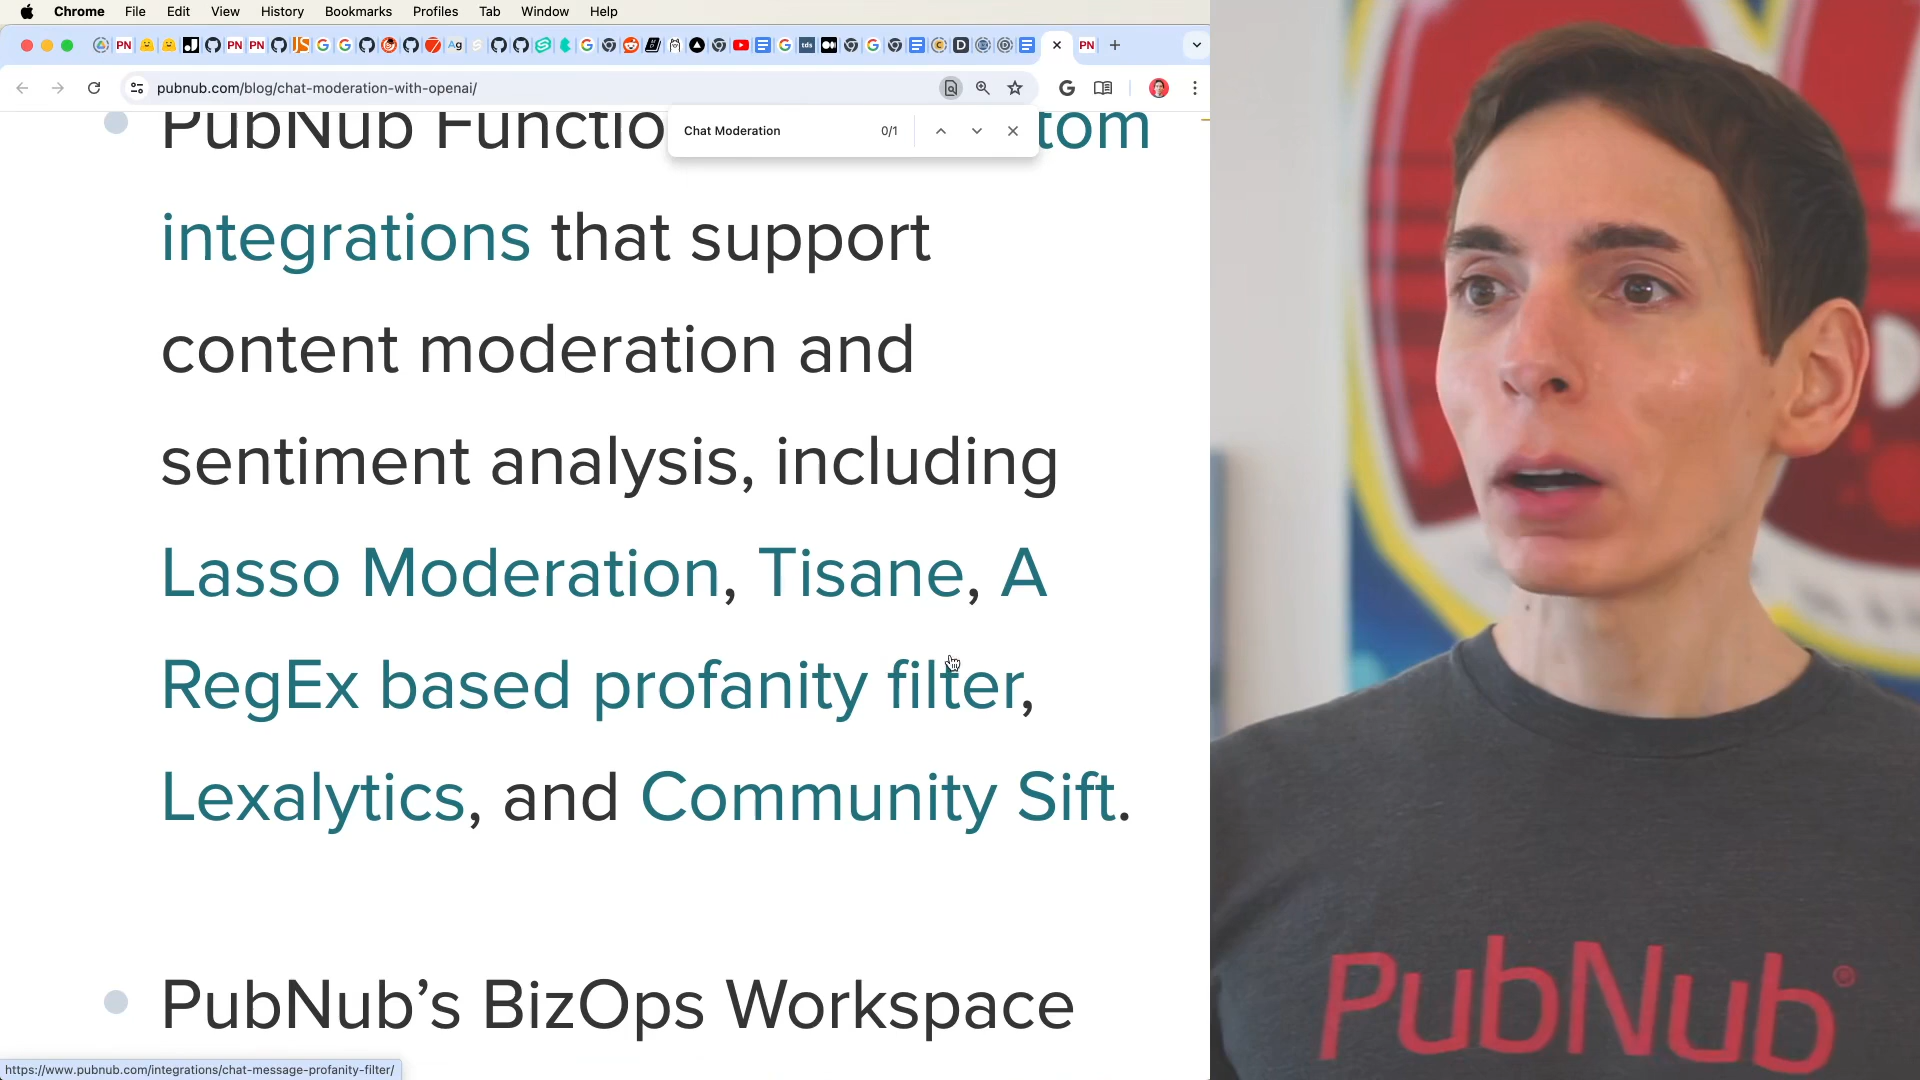 Chrome File Edit View History Bookmarks Profiles Tab Window Help
pubnub.com/blog/chat-moderation-with-openai/
Chat Moderation 0/1
PubNub Functio tom
integrations that support
content moderation and
sentiment analysis, including
Lasso Moderation, Tisane, A
RegEx based profanity filter,
Lexalytics, and Community Sift.
PubNub’s BizOps Workspace
https://www.pubnub.com/integrations/chat-message-profanity-filter/
PubNub®